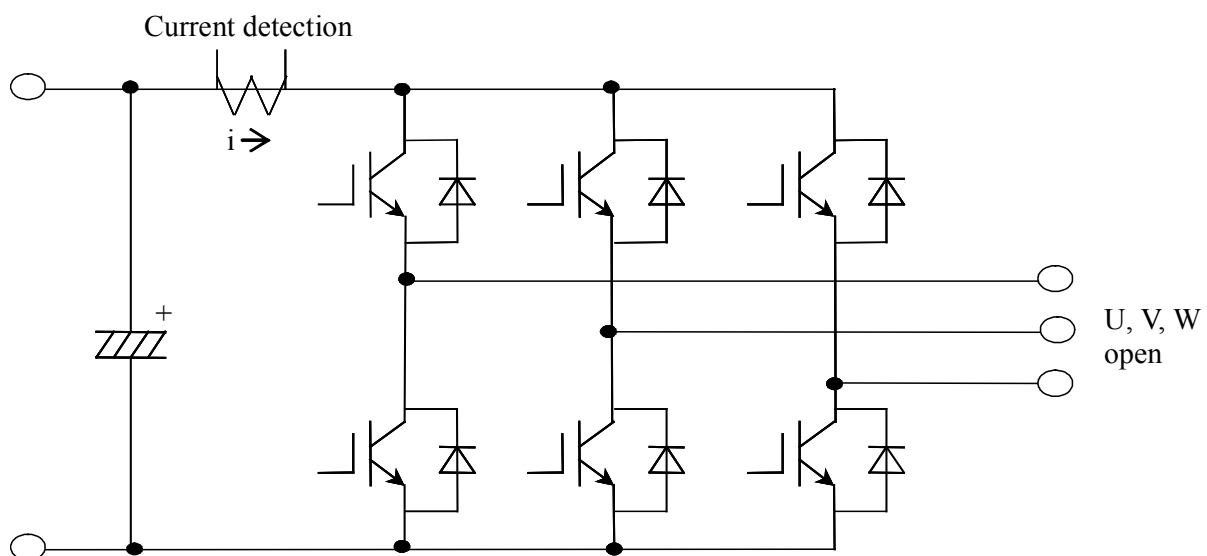 Current detection
i
+
U, V, W
open